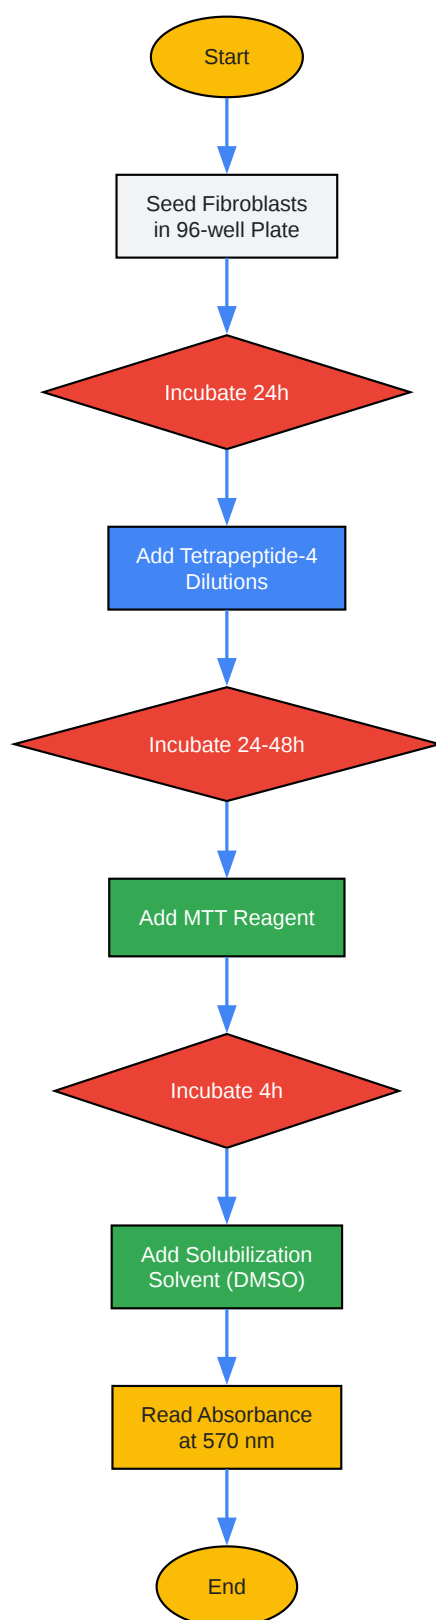 Start
Seed Fibroblasts
in 96-well Plate
Incubate 24h
Add Tetrapeptide-4
Dilutions
Incubate 24-48h
Add MTT Reagent
Incubate 4h
Add Solubilization
Solvent (DMSO)
Read Absorbance
at 570 nm
End